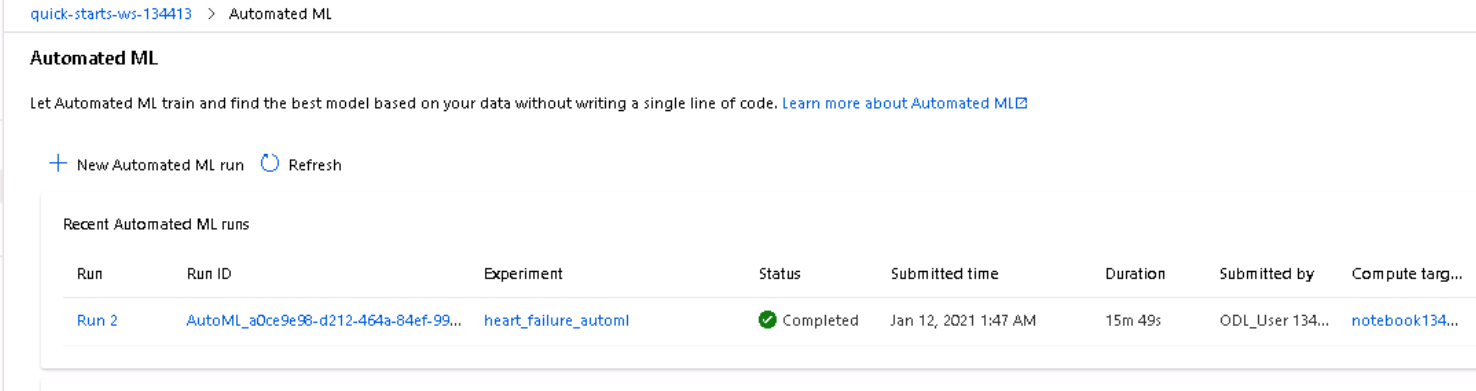 quick-starts-ws-134413 > Automated ML
Automated ML
Let Automated ML train and find the best model based on your data without writing a single line of code. Learn more about Automated ML
New Automated ML run Refresh
Recent Automated ML runs
Run Run ID Experiment Status Submitted time Duration Submitted by Compute targ...
Run 2 AutoML_a0ce9e98-d212-464a-84ef-99... heart_failure_automl Completed Jan 12, 2021 1:47 AM 15m 49s ODL_User 134... notebook134...